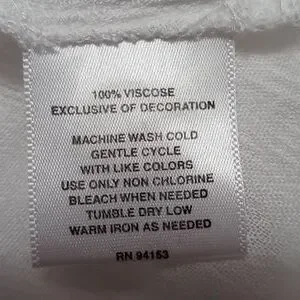 100% VISCOSE
EXCLUSIVE OF DECORATION
MACHINE WASH COLD
GENTLE CYCLE
WITH LIKE COLORS
USE ONLY NON CHLORINE
BLEACH WHEN NEEDED
TUMBLE DRY LOW
WARM IRON AS NEEDED
RN 94153